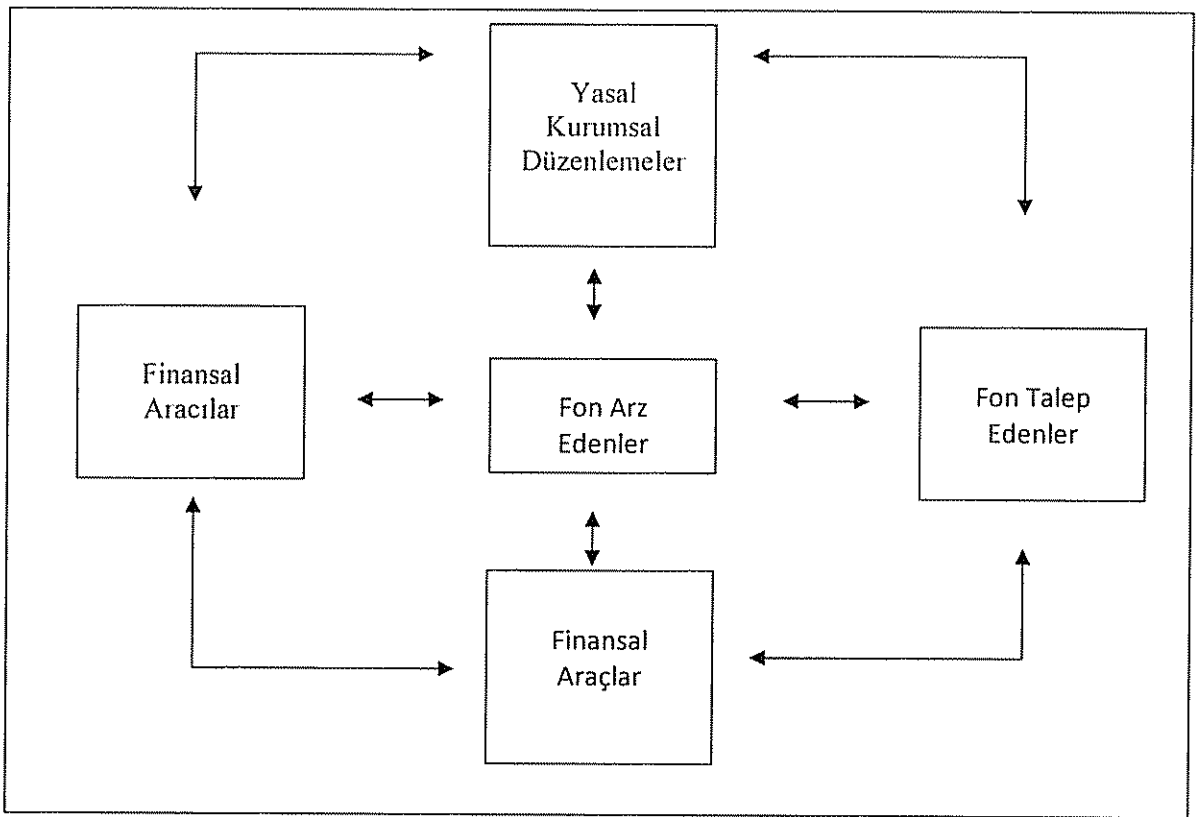 Yasal
Kurumsal
Düzenlemeler
Finansal
Aracılar
Fon Arz
Edenler
Fon Talep
Edenler
Finansal
Araçlar